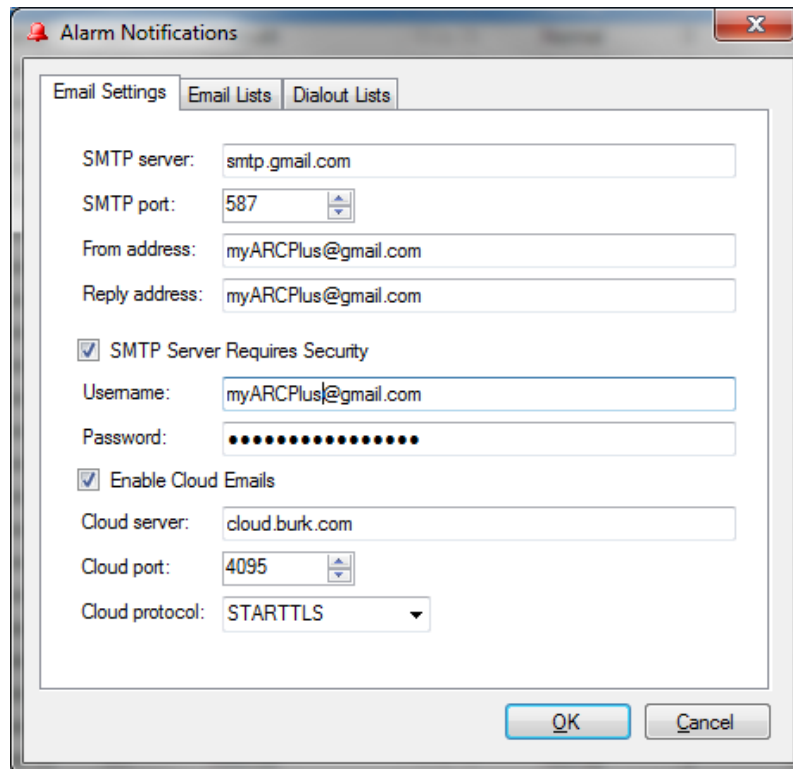 Alarm Notifications
Email Settings Email Lists Dialout Lists
SMTP server: smtp.gmail.com
SMTP port: 587
From address: myARCPlus@gmail.com
Reply address: myARCPlus@gmail.com
SMTP Server Requires Security
Username: myARCPlus@gmail.com
Password: ●●●●●●●●●●●●●●●●
Enable Cloud Emails
Cloud server: cloud.burk.com
Cloud port: 4095
Cloud protocol: STARTTLS
OK Cancel